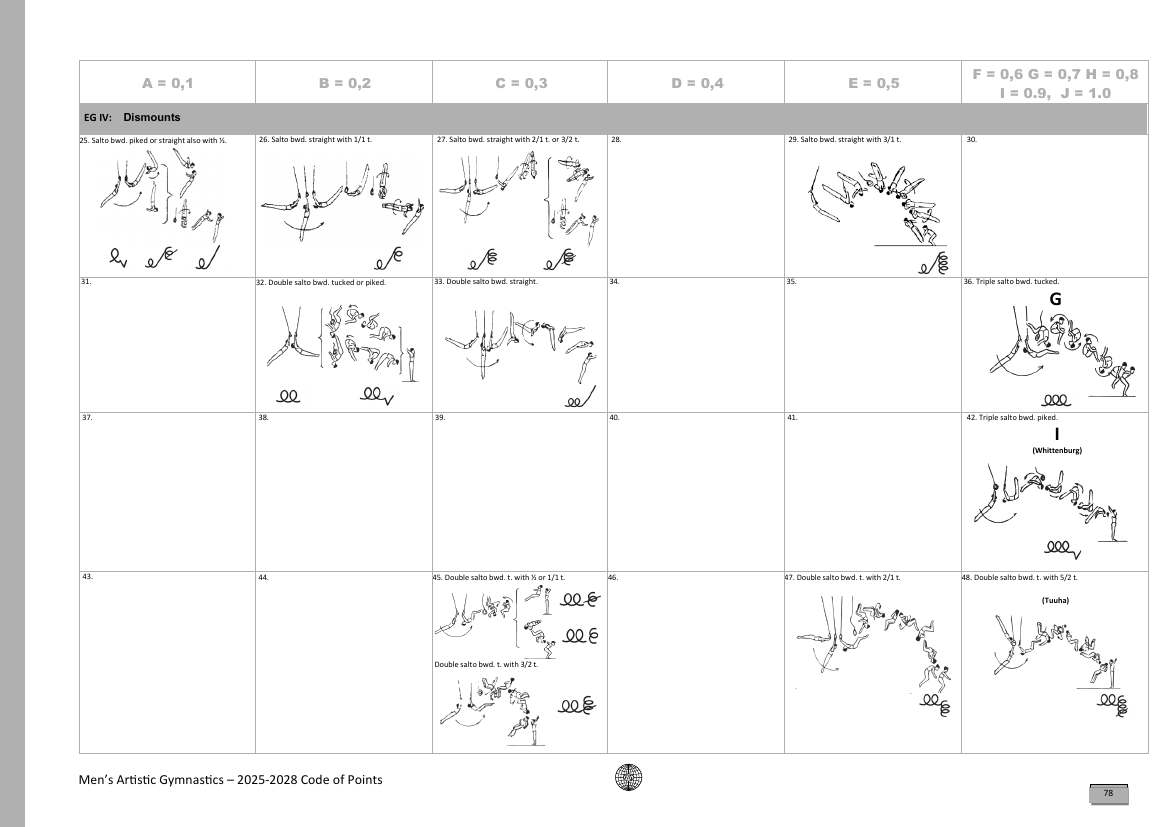 A = 0,1
B = 0,2
C = 0,3
D = 0,4
E = 0,5
F = 0,6 G = 0,7 H = 0,8
I = 0.9, J = 1.0
EG IV: Dismounts
25. Salto bwd. piked or straight also with ½.
26. Salto bwd. straight with 1/1 t.
27. Salto bwd. straight with 2/1 t. or 3/2 t.
28.
29. Salto bwd. straight with 3/1 t.
30.
31.
32. Double salto bwd. tucked or piked.
33. Double salto bwd. straight.
34.
35.
36. Triple salto bwd. tucked.
G
37.
38.
39.
40.
41.
42. Triple salto bwd. piked.
I
(Whittenburg)
43.
44.
45. Double salto bwd. t. with ½ or 1/1 t.
Double salto bwd. t. with 3/2 t.
46.
47. Double salto bwd. t. with 2/1 t.
48. Double salto bwd. t. with 5/2 t.
(Tuuha)
Men's Artistic Gymnastics – 2025-2028 Code of Points
78